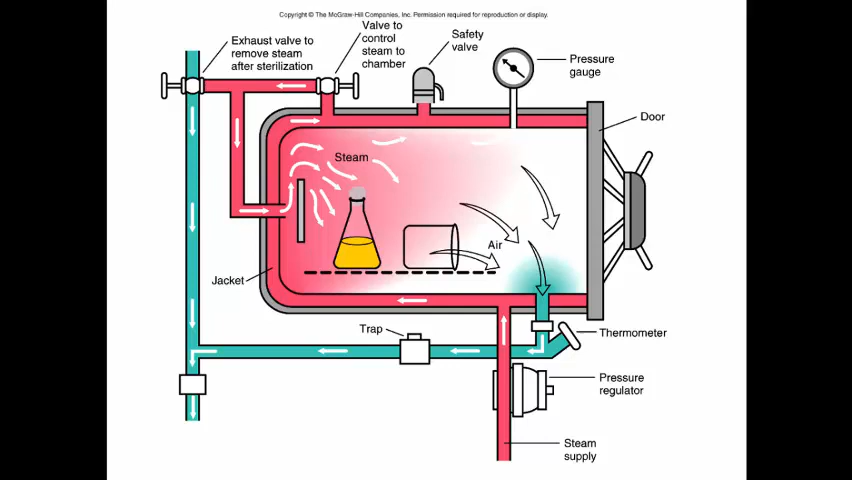 Copyright © The McGraw-Hill Companies, Inc. Permission required for reproduction or display.
Exhaust valve to
remove steam
after sterilization
Valve to
control
steam to
chamber
Safety
valve
Pressure
gauge
Door
Steam
Air
Jacket
Trap
Thermometer
Pressure
regulator
Steam
supply